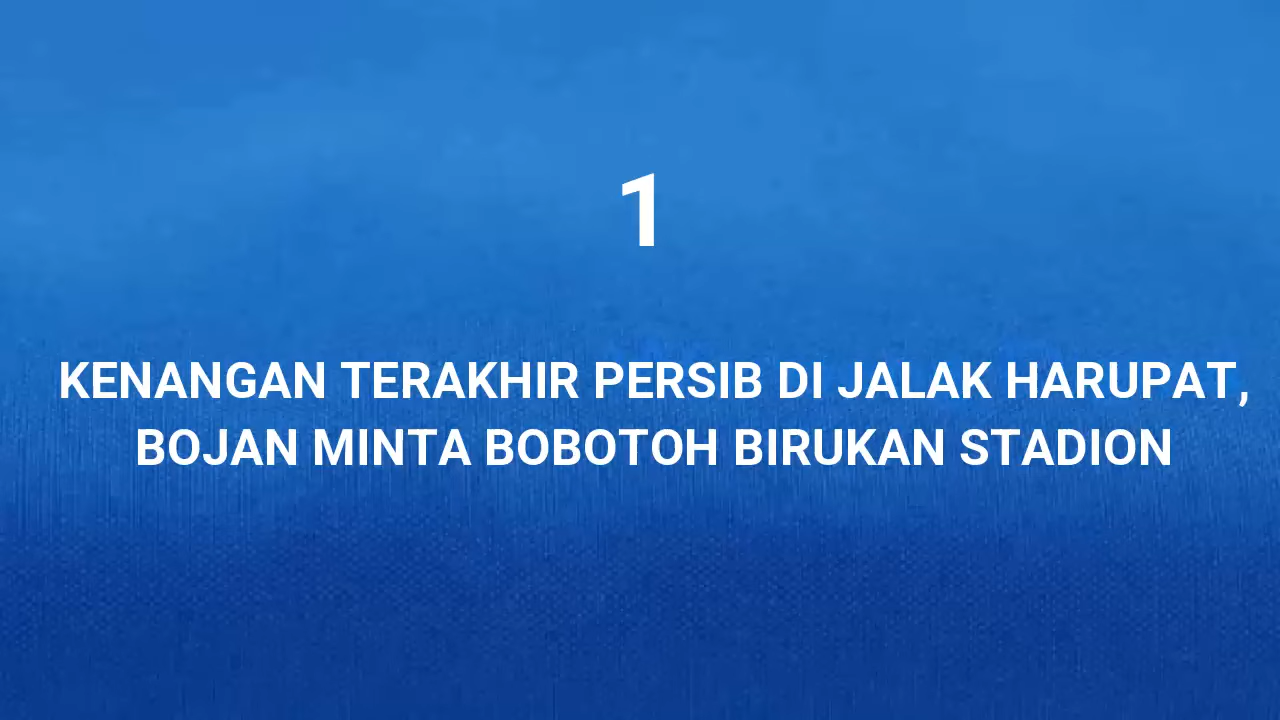 1
KENANGAN TERAKHIR PERSIB DI JALAK HARUPAT,
BOJAN MINTA BOBOTOH BIRUKAN STADION